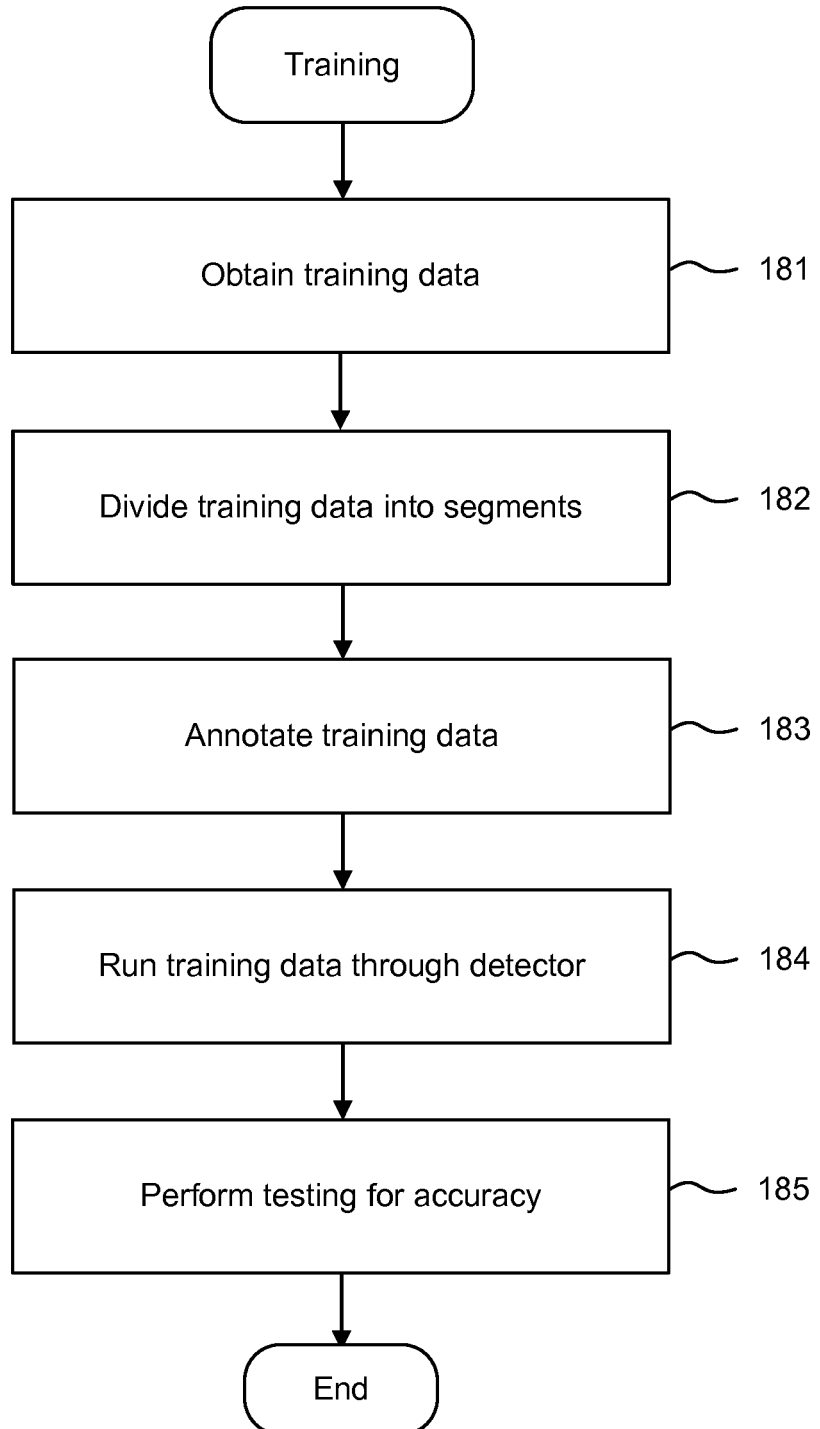 Training
Obtain training data
181
Divide training data into segments
182
Annotate training data
183
Run training data through detector
184
Perform testing for accuracy
185
End